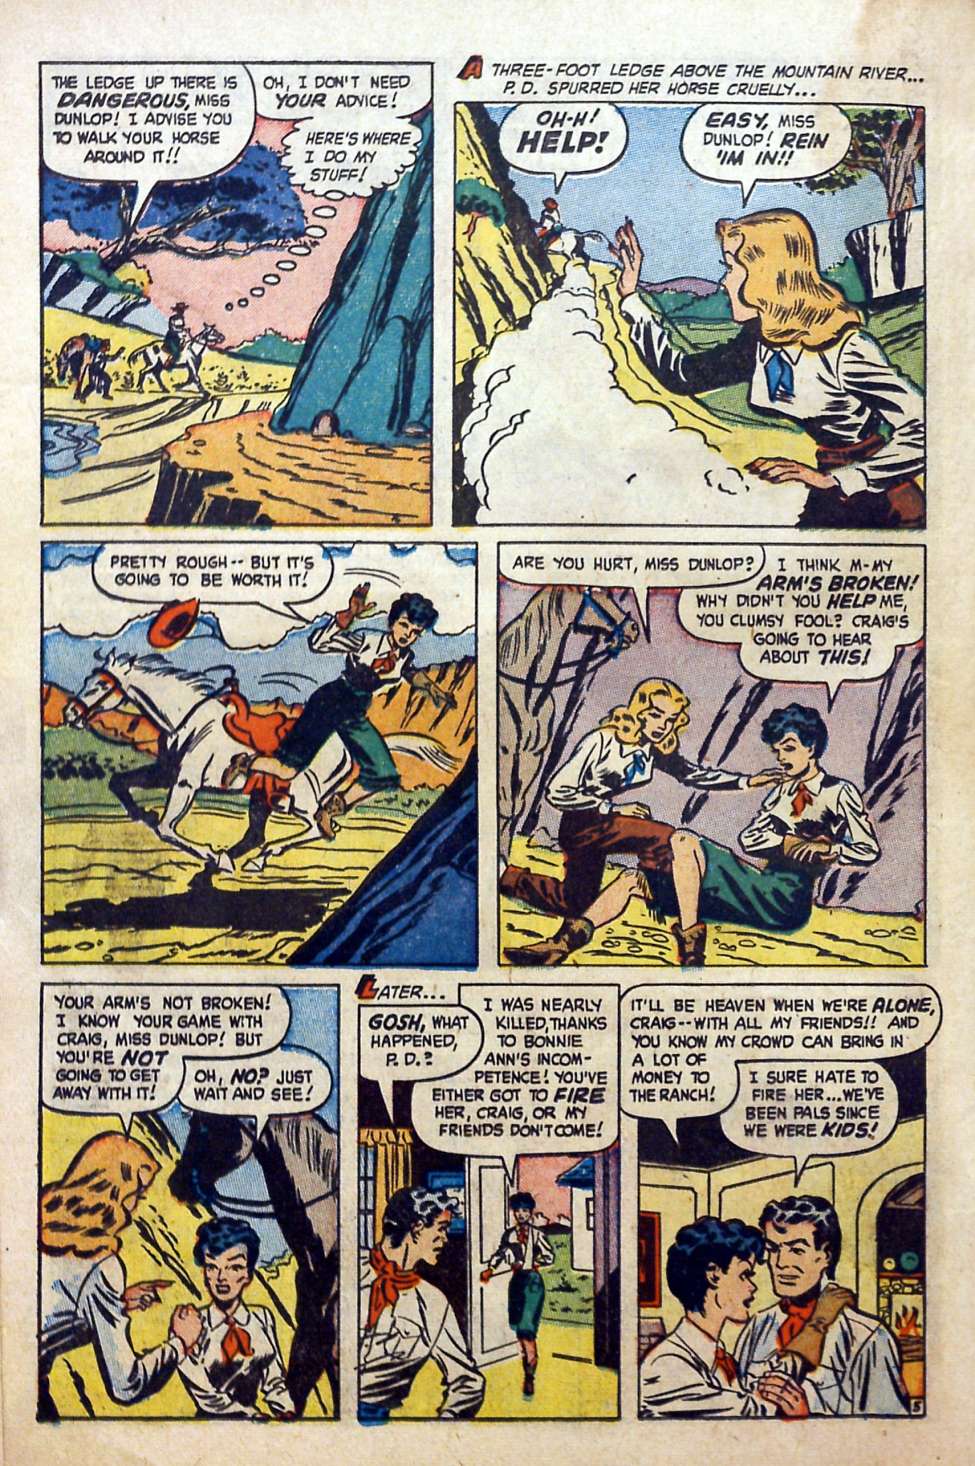 THE LEDGE UP THERE IS
DANGEROUS, MISS
DUNLOP! I ADVISE YOU
TO WALK YOUR HORSE
AROUND IT!!
OH, I DON'T NEED
YOUR ADVICE!
HERE'S WHERE
I DO MY
STUFF!
A THREE-FOOT LEDGE ABOVE THE MOUNTAIN RIVER...
P.D. SPURRED HER HORSE CRUELLY...
OH-H!
HELP!
EASY, MISS
DUNLOP! REIN
'IM IN!!
PRETTY ROUGH-- BUT IT'S
GOING TO BE WORTH IT!
ARE YOU HURT, MISS DUNLOP?
I THINK M-MY
ARM'S BROKEN!
WHY DIDN'T YOU HELP ME,
YOU CLUMSY FOOL? CRAIG'S
GOING TO HEAR
ABOUT THIS!
YOUR ARM'S NOT BROKEN!
I KNOW YOUR GAME WITH
CRAIG, MISS DUNLOP! BUT
YOU'RE NOT
GOING TO GET
AWAY WITH IT!
OH, NO? JUST
WAIT AND SEE!
LATER...
GOSH, WHAT
HAPPENED,
P.D.?
I WAS NEARLY
KILLED, THANKS
TO BONNIE
ANN'S INCOM-
PETENCE! YOU'VE
EITHER GOT TO FIRE
HER, CRAIG, OR MY
FRIENDS DON'T COME!
IT'LL BE HEAVEN WHEN WE'RE ALONE,
CRAIG--WITH ALL MY FRIENDS!! AND
YOU KNOW MY CROWD CAN BRING IN
A LOT OF
MONEY TO
THE RANCH!
I SURE HATE TO
FIRE HER...WE'VE
BEEN PALS SINCE
WE WERE KIDS!
5